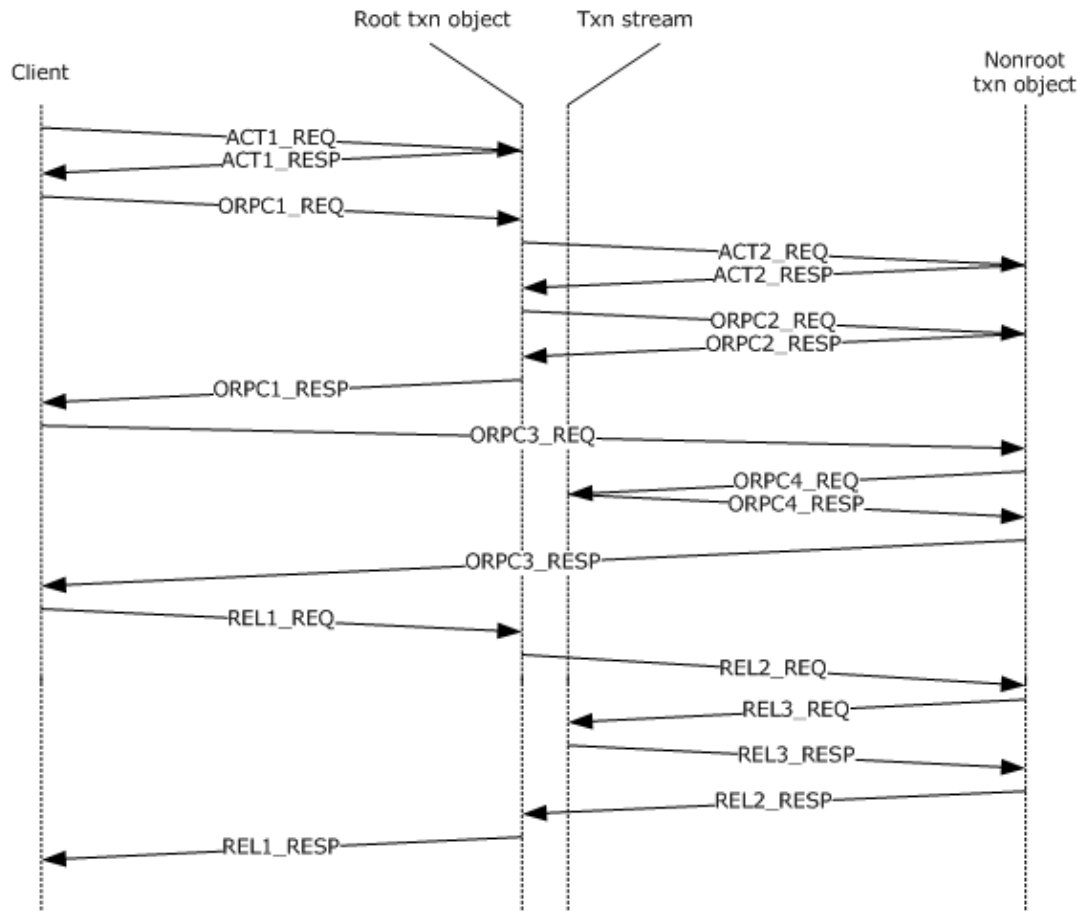 Root txn object
Txn stream
Client
Nonroot
txn object
ACT1_REQ
ACT1_RESP
ORPC1_REQ
ACT2_REQ
ACT2_RESP
ORPC2_REQ
ORPC2_RESP
ORPC1_RESP
ORPC3_REQ
ORPC4_REQ
ORPC4_RESP
ORPC3_RESP
REL1_REQ
REL2_REQ
REL3_REQ
REL3_RESP
REL2_RESP
REL1_RESP